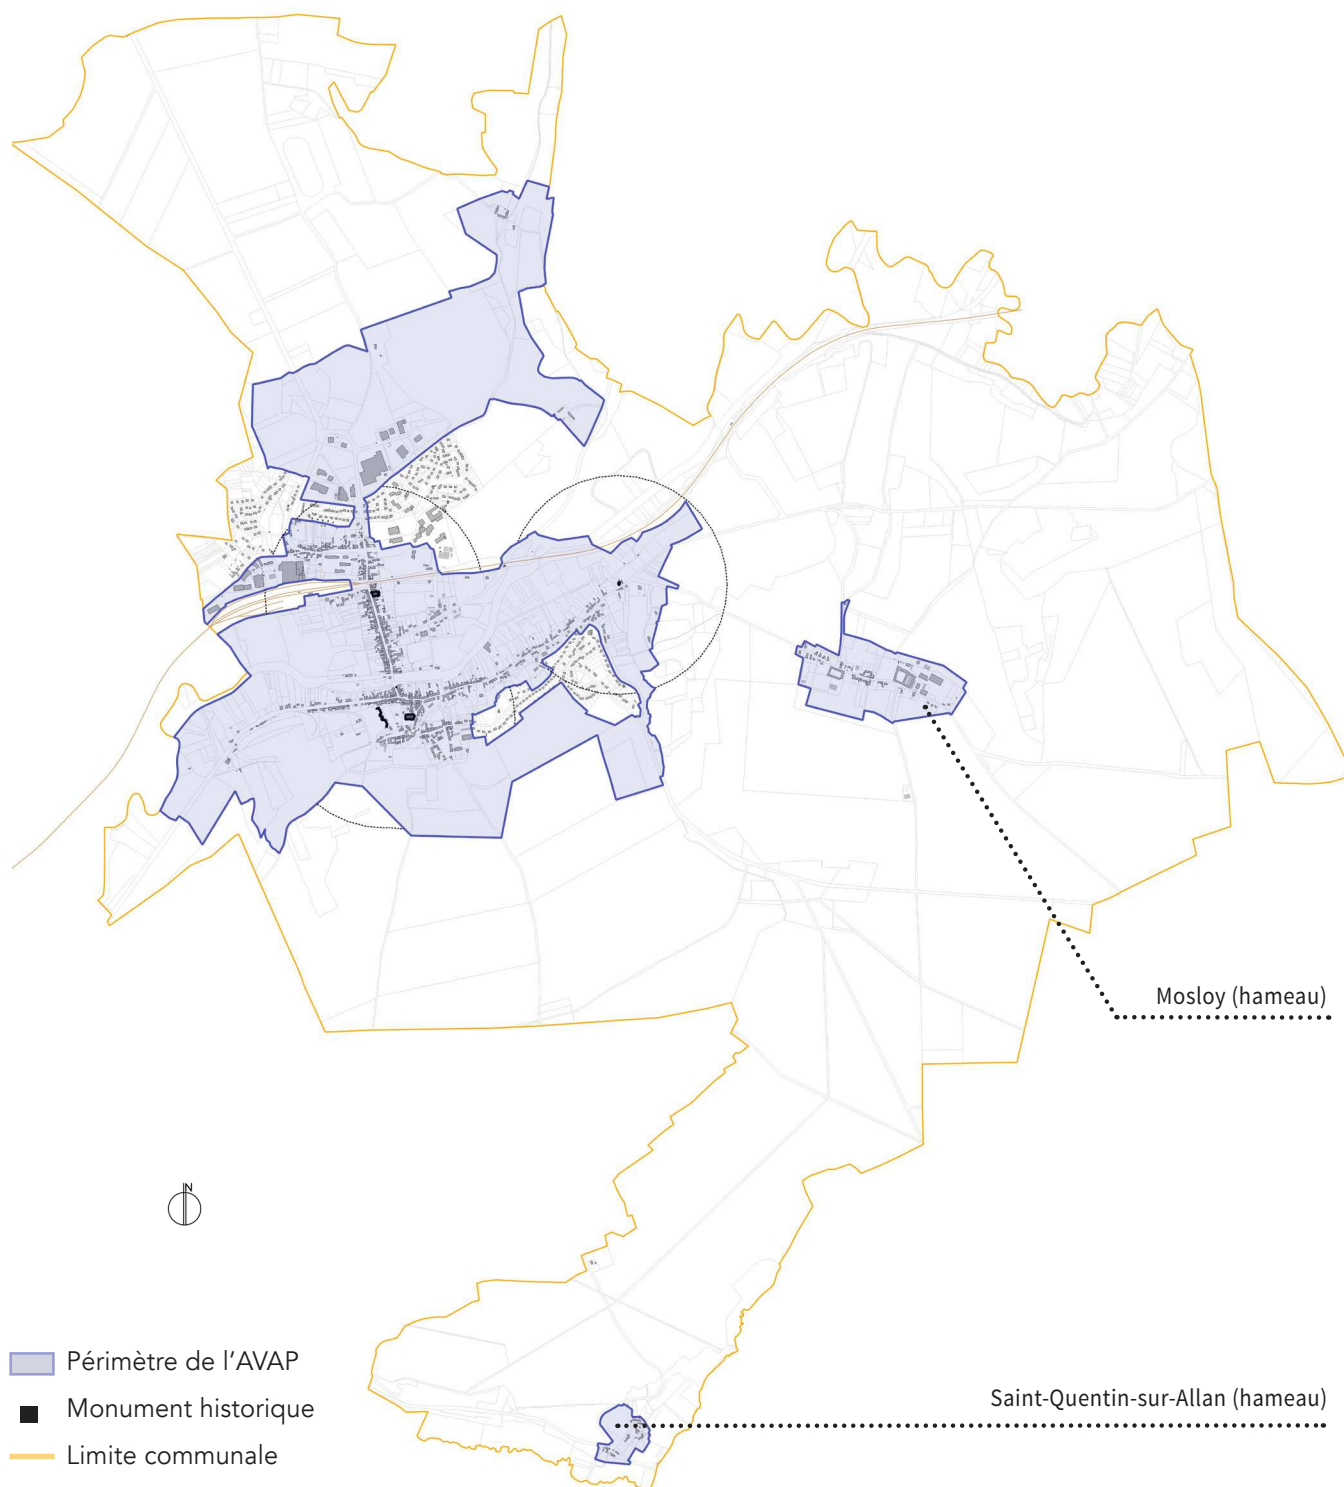 Mosloy (hameau)
N
Périmètre de l'AVAP
Monument historique
Limite communale
Saint-Quentin-sur-Allan (hameau)